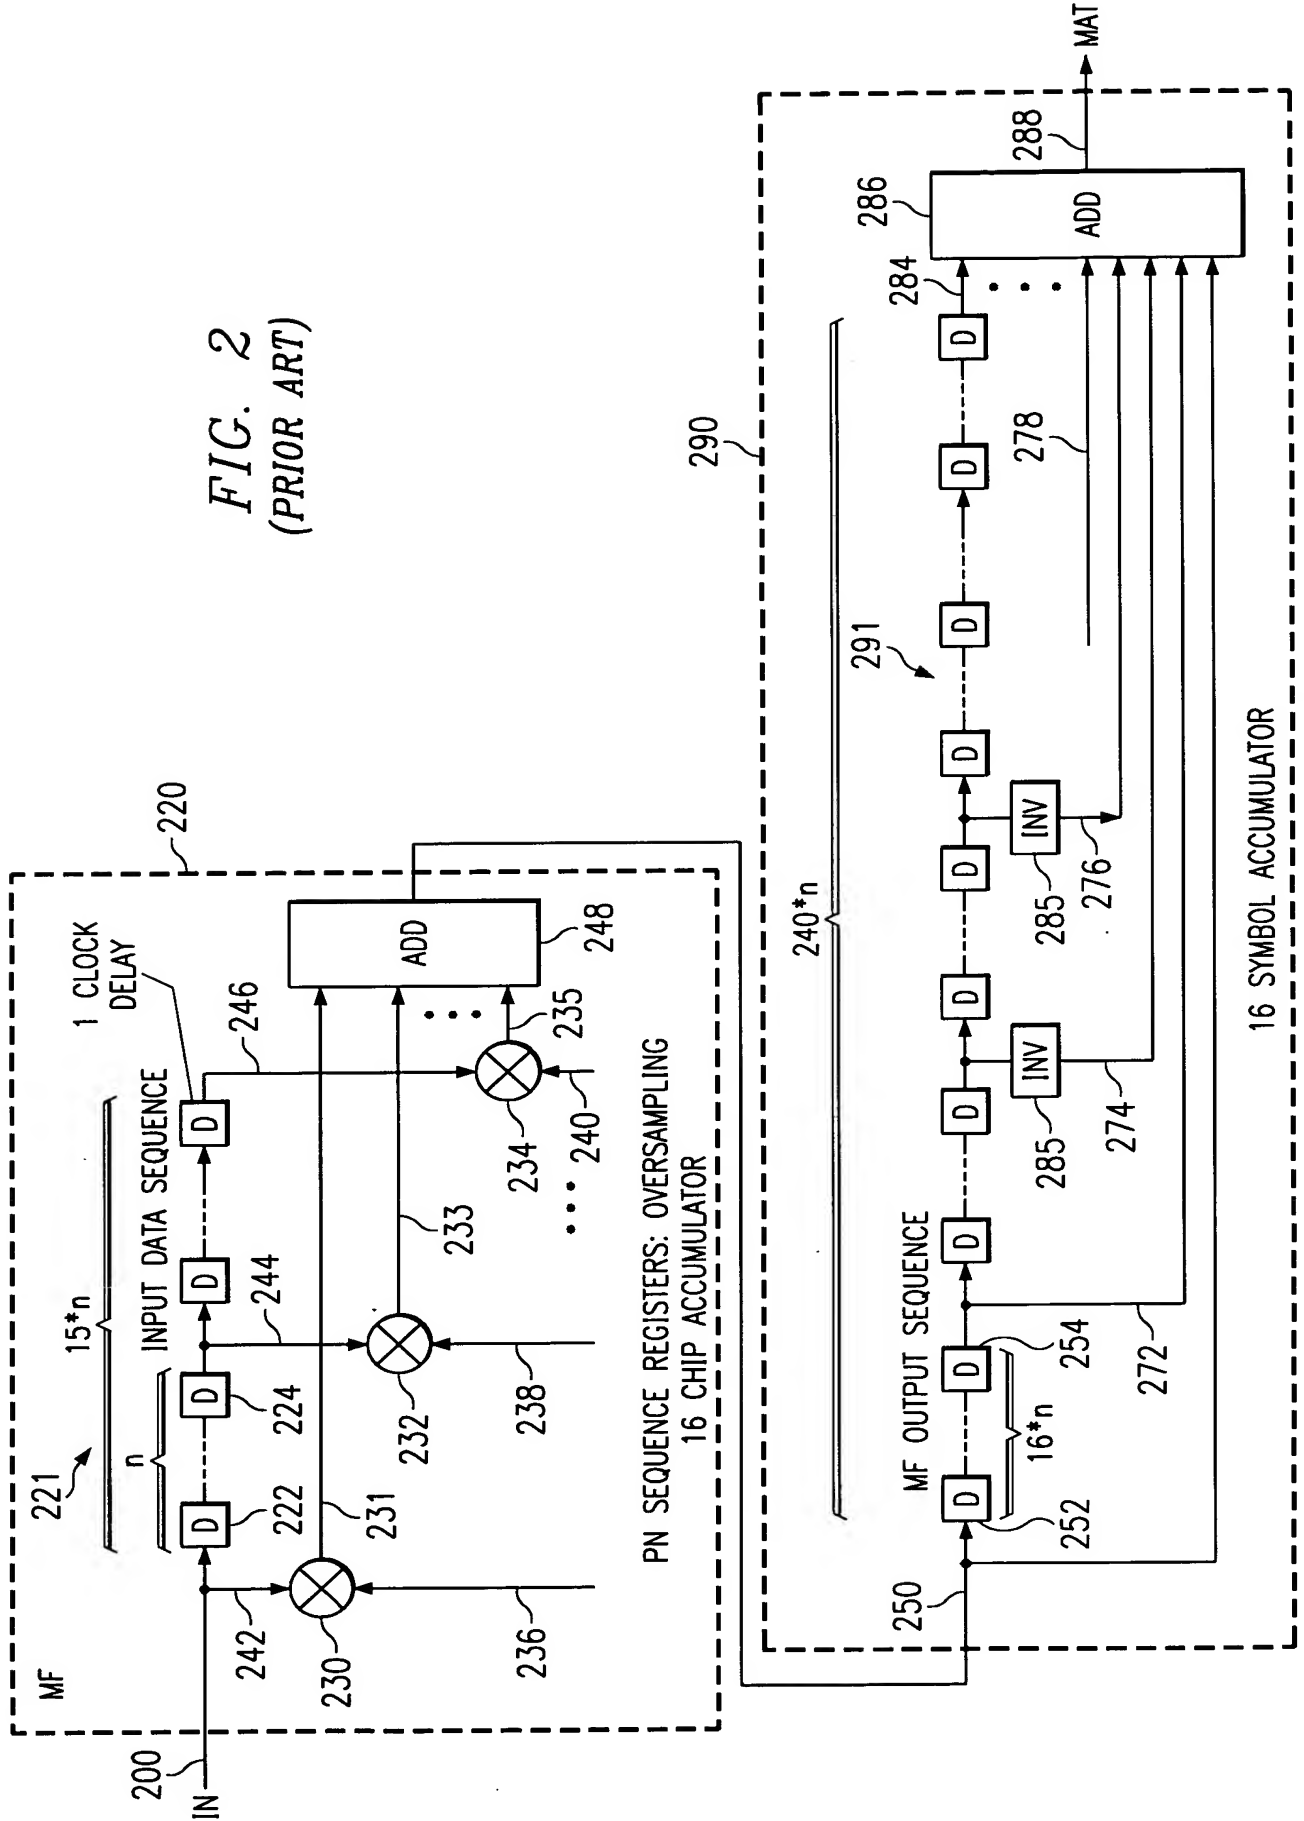 FIG. 2
(PRIOR ART)
MF
221
15*n
n
INPUT DATA SEQUENCE
1 CLOCK
DELAY
220
IN
200
D
D
D
D
222
224
242
244
246
230
232
234
231
233
235
236
238
240
ADD
248
PN SEQUENCE REGISTERS: OVERSAMPLING
16 CHIP ACCUMULATOR
290
240*n
291
MF OUTPUT SEQUENCE
250
D
D
D
D
D
D
D
D
D
D
252
254
16*n
272
INV
285
274
INV
285
276
278
284
286
ADD
288
MAT
16 SYMBOL ACCUMULATOR